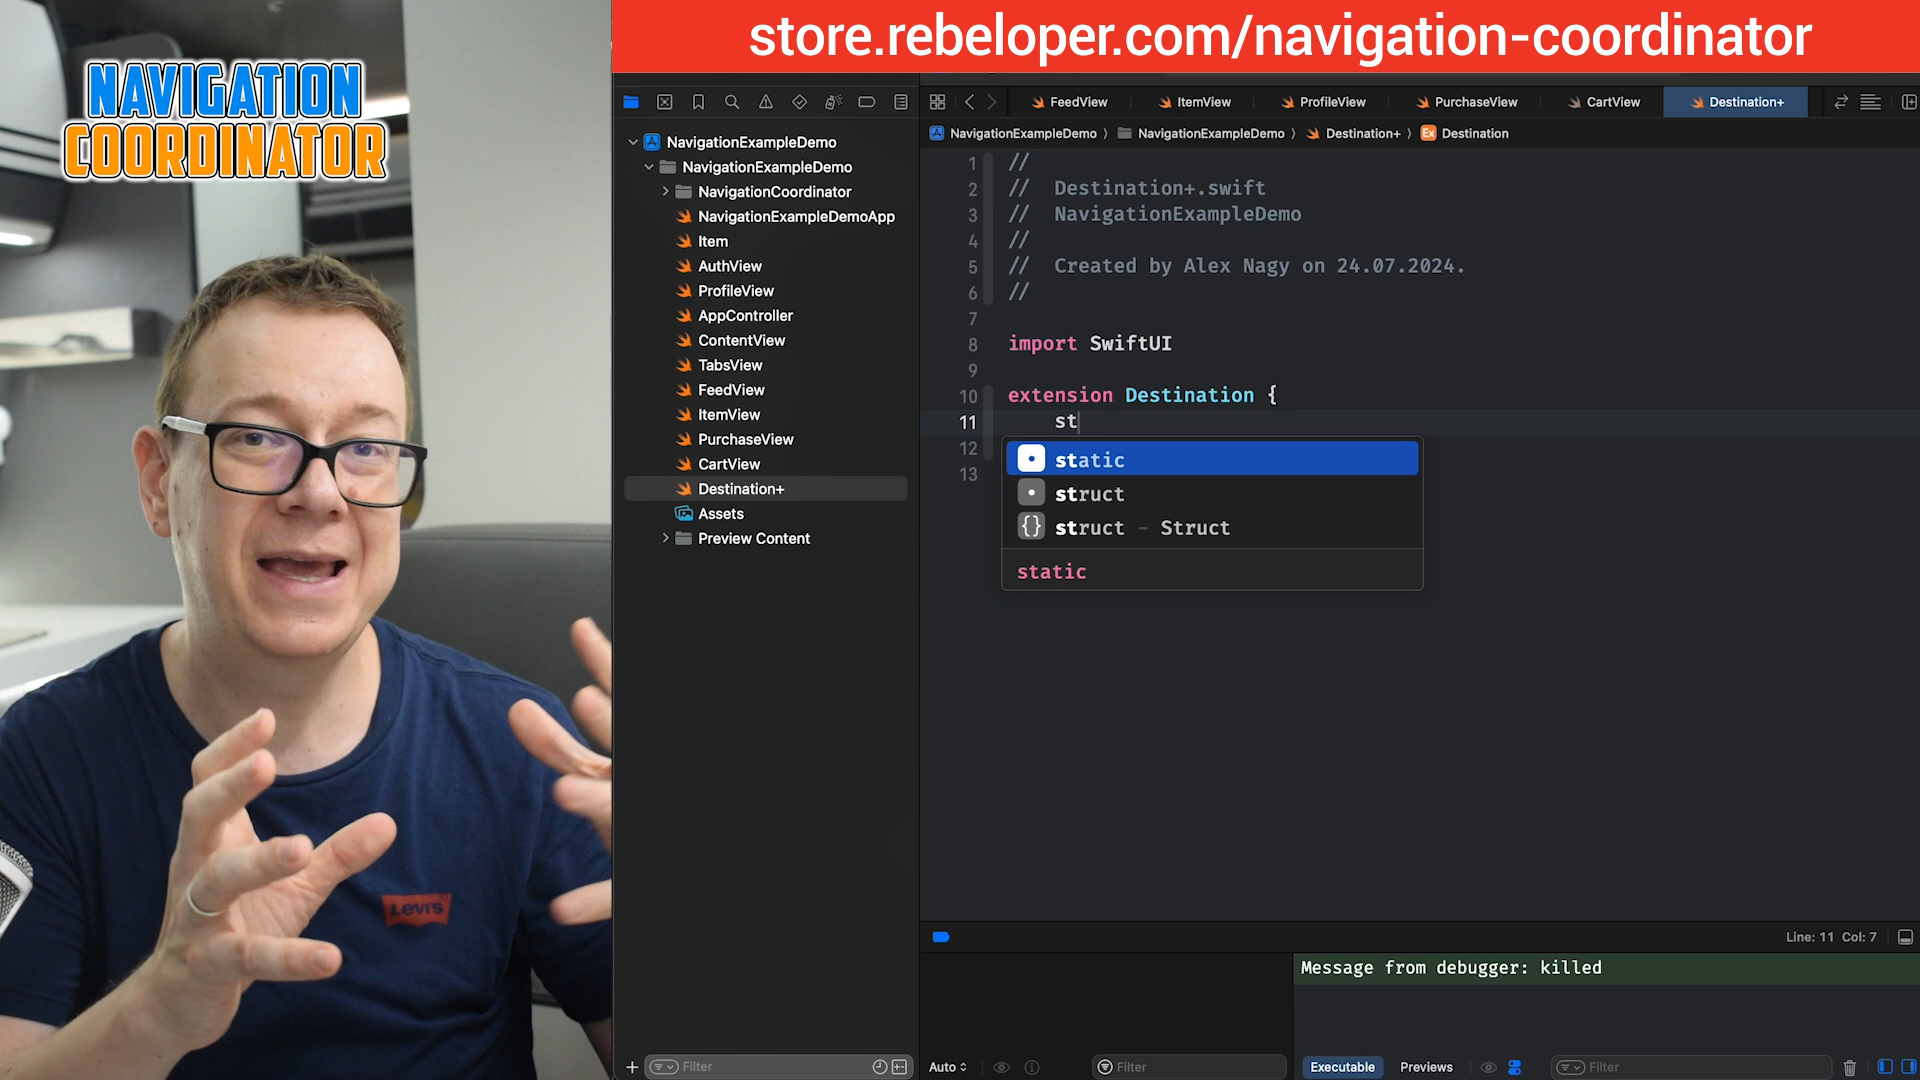 store.rebeloper.com/navigation-coordinator
NAVIGATION
COORDINATOR
Levi's
NavigationExampleDemo
NavigationExampleDemo
NavigationCoordinator
NavigationExampleDemoApp
Item
AuthView
ProfileView
AppController
ContentView
TabsView
FeedView
ItemView
PurchaseView
CartView
Destination+
Assets
Preview Content
Filter
FeedView ItemView ProfileView PurchaseView CartView Destination+
NavigationExampleDemo 〉 NavigationExampleDemo 〉 Destination+ 〉 Ex Destination
1 //
2 // Destination+.swift
3 // NavigationExampleDemo
4 //
5 // Created by Alex Nagy on 24.07.2024.
6 //
7
8 import SwiftUI
9
10 extension Destination {
11 st
12
13
static
struct
{} struct - Struct
static
Line: 11 Col: 7
Message from debugger: killed
Auto Filter Executable Previews Filter